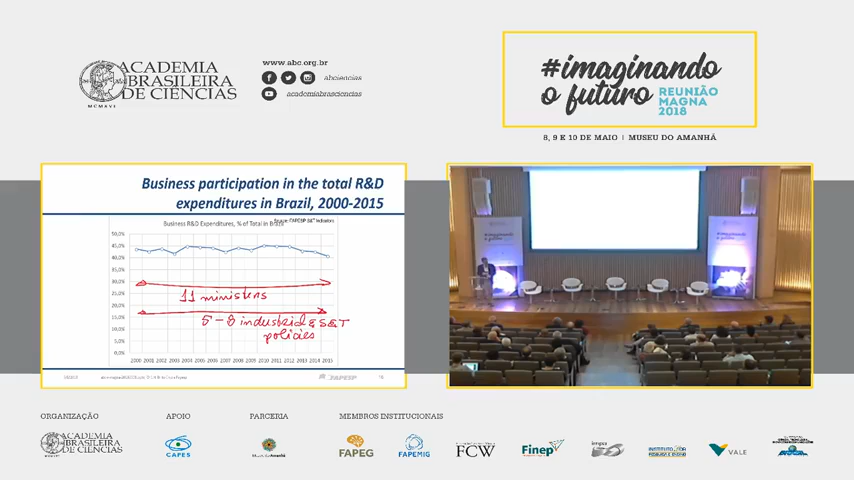 ACADEMIA
BRASILEIRA
DE CIÊNCIAS
MCMXVI
www.abc.org.br
abciencias
academiabrasciencias
#imaginando
o futuro
REUNIÃO
MAGNA
2018
8, 9 E 10 DE MAIO | MUSEU DO AMANHÃ
Business participation in the total R&D
expenditures in Brazil, 2000-2015
Business R&D Expenditures, % of Total in Brazil
50,0%
45,0%
40,0%
35,0%
30,0%
25,0%
20,0%
15,0%
10,0%
5,0%
0,0%
11 ministers
5-8 industrial & S&T
policies
2000 2001 2002 2003 2004 2005 2006 2007 2008 2009 2010 2011 2012 2013 2014 2015
#imaginando
o futuro
#imaginando
o futuro
ORGANIZAÇÃO
APOIO
PARCERIA
MEMBROS INSTITUCIONAIS
ACADEMIA
BRASILEIRA
DE CIÊNCIAS
CAPES
FAPEG
FAPEMIG
FCW
Finep
VALE